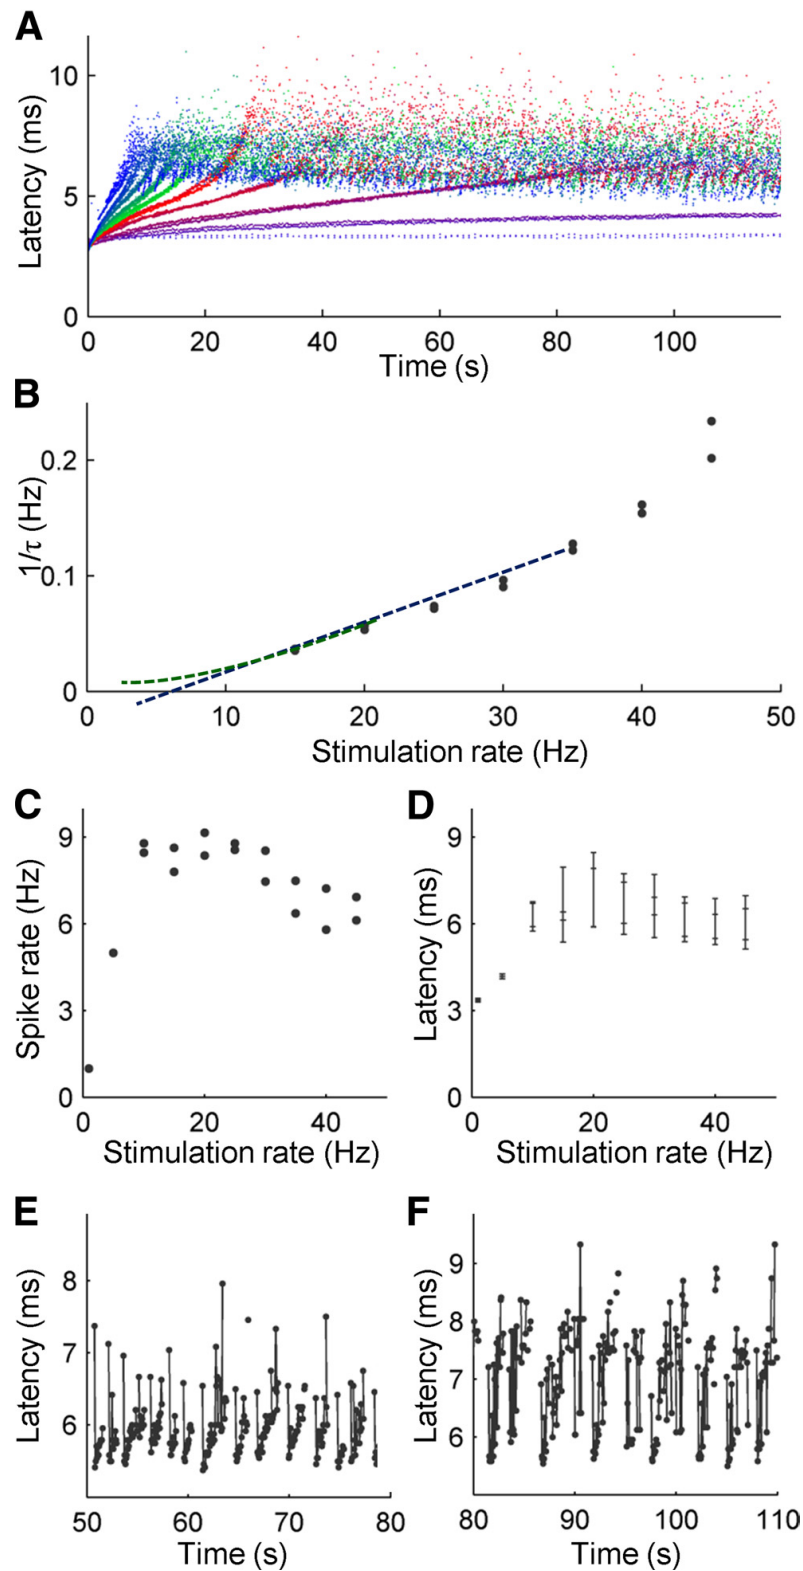 A
Latency (ms)
10
5
0
0 20 40 60 80 100
Time (s)
B
1/τ (Hz)
0.2
0.1
0
0 10 20 30 40 50
Stimulation rate (Hz)
C
Spike rate (Hz)
9
6
3
0
0 20 40
Stimulation rate (Hz)
D
Latency (ms)
9
6
3
0
0 20 40
Stimulation rate (Hz)
E
Latency (ms)
8
7
6
50 60 70 80
Time (s)
F
Latency (ms)
9
8
7
6
80 90 100 110
Time (s)